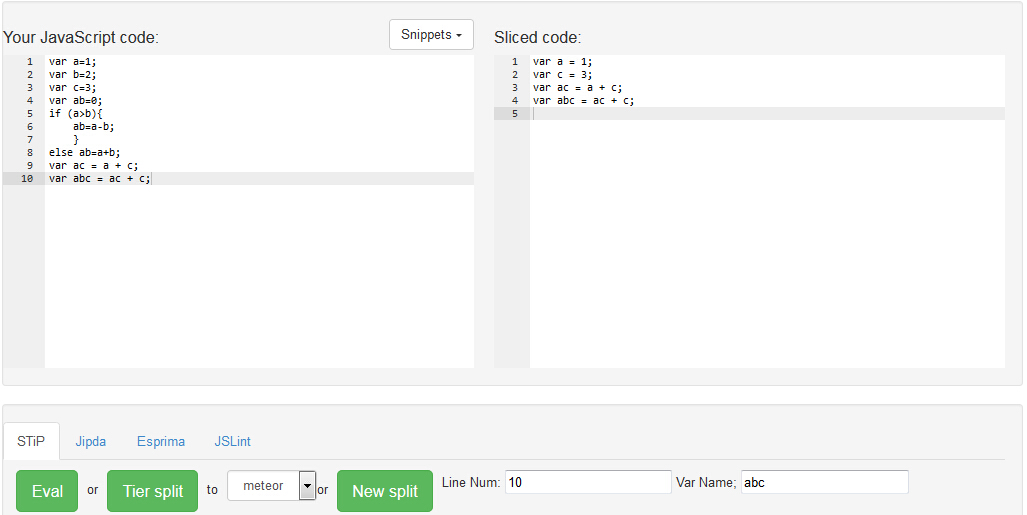 Your JavaScript code:
Snippets
1 var a=1;
2 var b=2;
3 var c=3;
4 var ab=0;
5 if (a>b){
6 ab=a-b;
7 }
8 else ab=a+b;
9 var ac = a + c;
10 var abc = ac + c;
Sliced code:
1 var a = 1;
2 var c = 3;
3 var ac = a + c;
4 var abc = ac + c;
5
STiP Jipda Esprima JSLint
Eval or Tier split to meteor or New split Line Num: 10 Var Name; abc